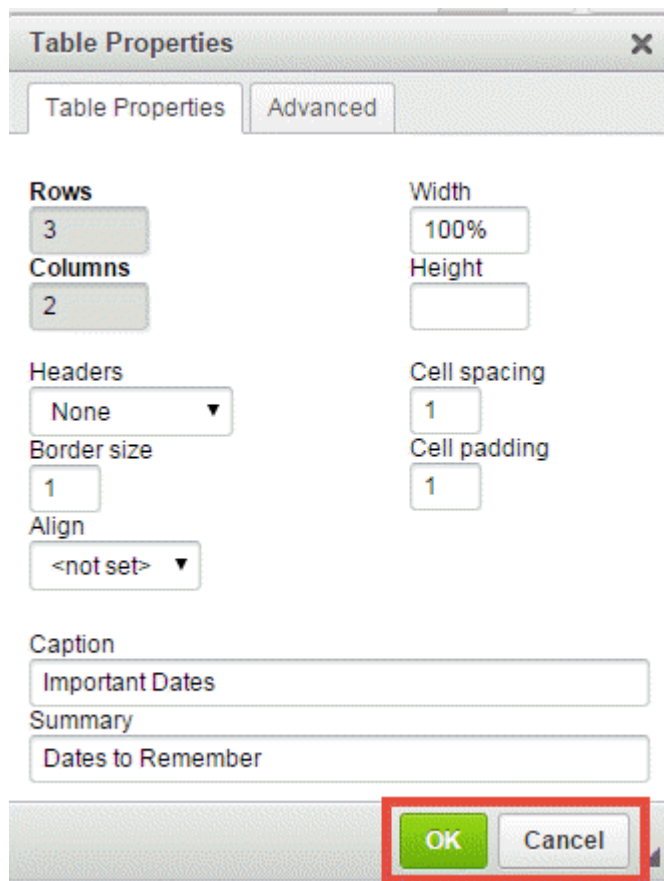 Table Properties
Table Properties Advanced
Rows Width
3 100%
Columns Height
2
Headers Cell spacing
None 1
Border size Cell padding
1 1
Align
<not set>
Caption
Important Dates
Summary
Dates to Remember
OK Cancel